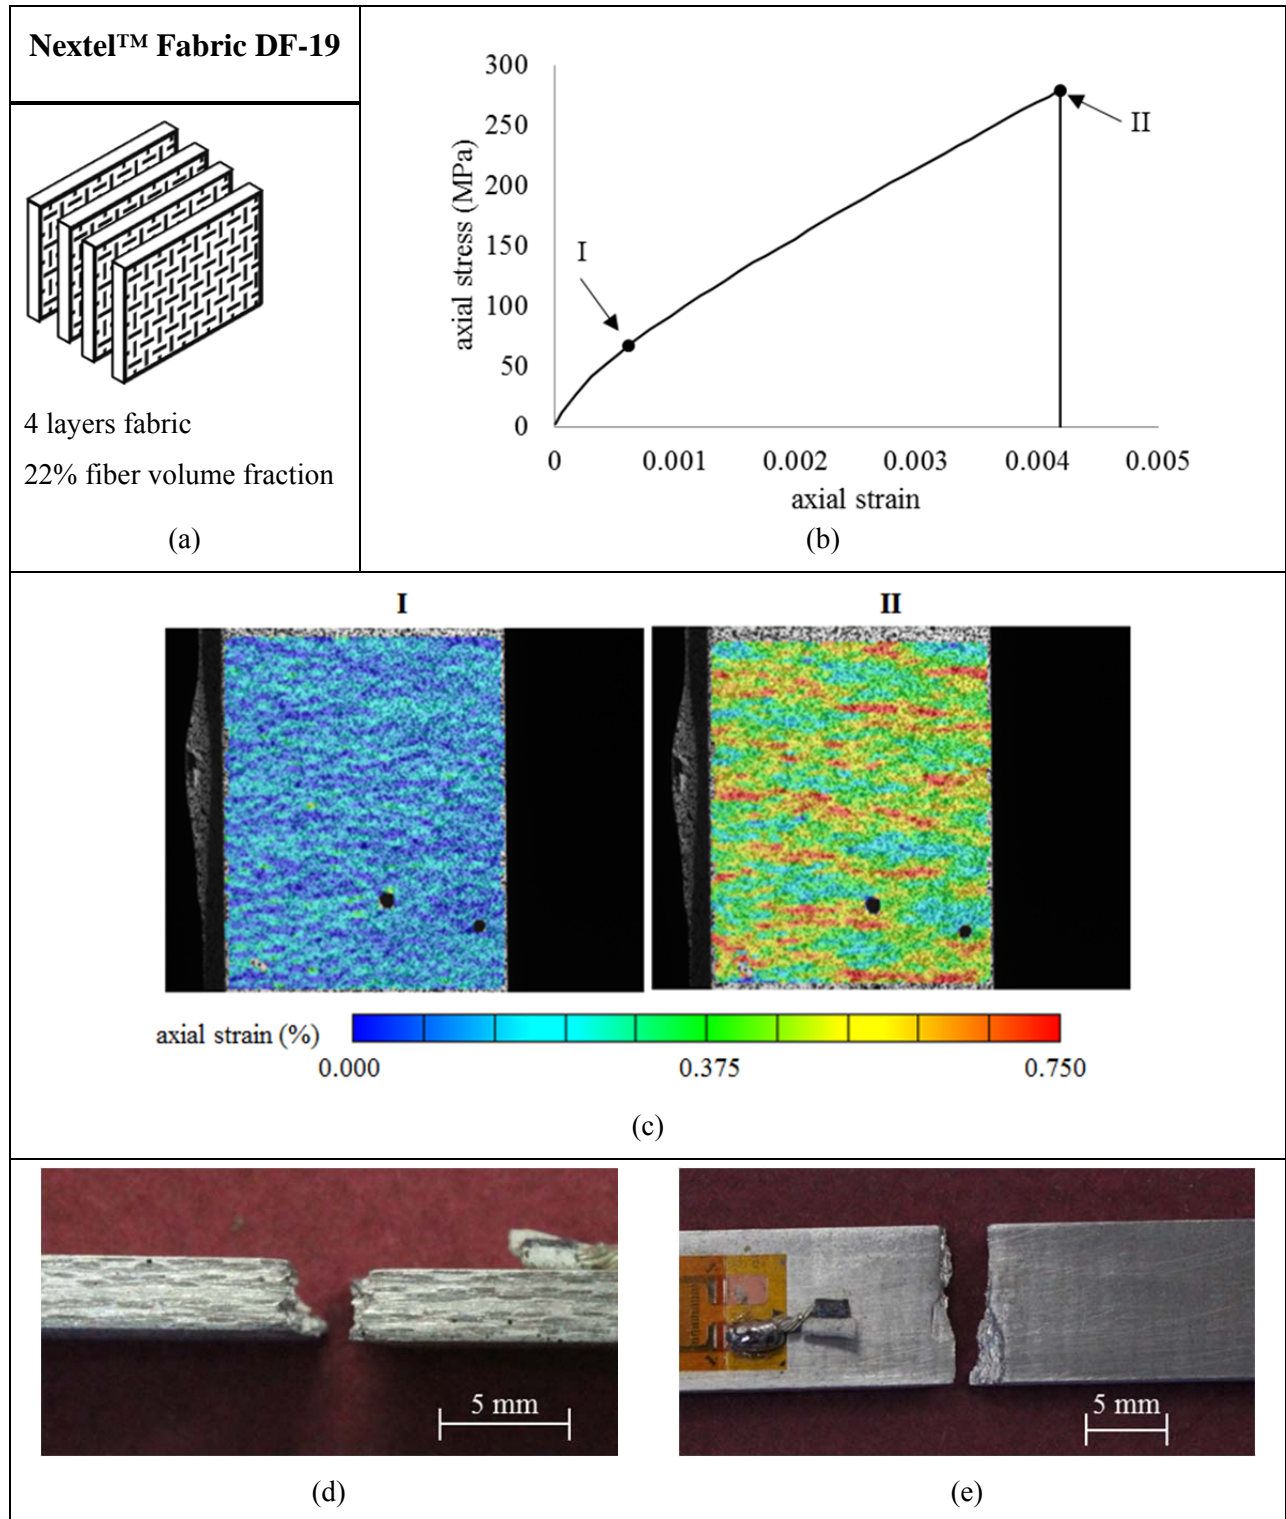 Nextel™ Fabric DF-19
4 layers fabric
22% fiber volume fraction
(a)
300
250
200
150
100
50
0
axial stress (MPa)
I
II
0 0.001 0.002 0.003 0.004 0.005
axial strain
(b)
I II
axial strain (%)
0.000 0.375 0.750
(c)
5 mm
5 mm
(d) (e)